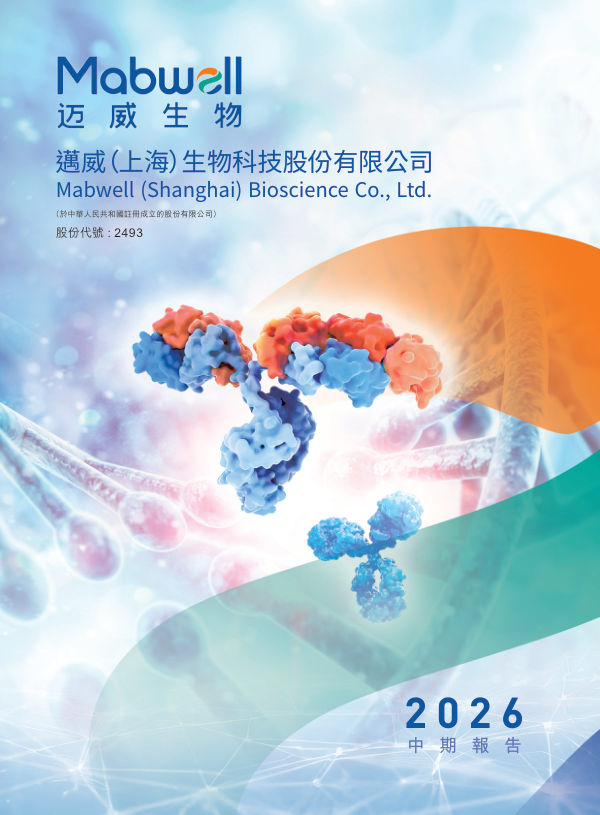 Mabwell
迈威生物
邁威（上海）生物科技股份有限公司
Mabwell (Shanghai) Bioscience Co., Ltd.
（於中華人民共和國註冊成立的股份有限公司）
股份代號 : 2493
2026
中期報告